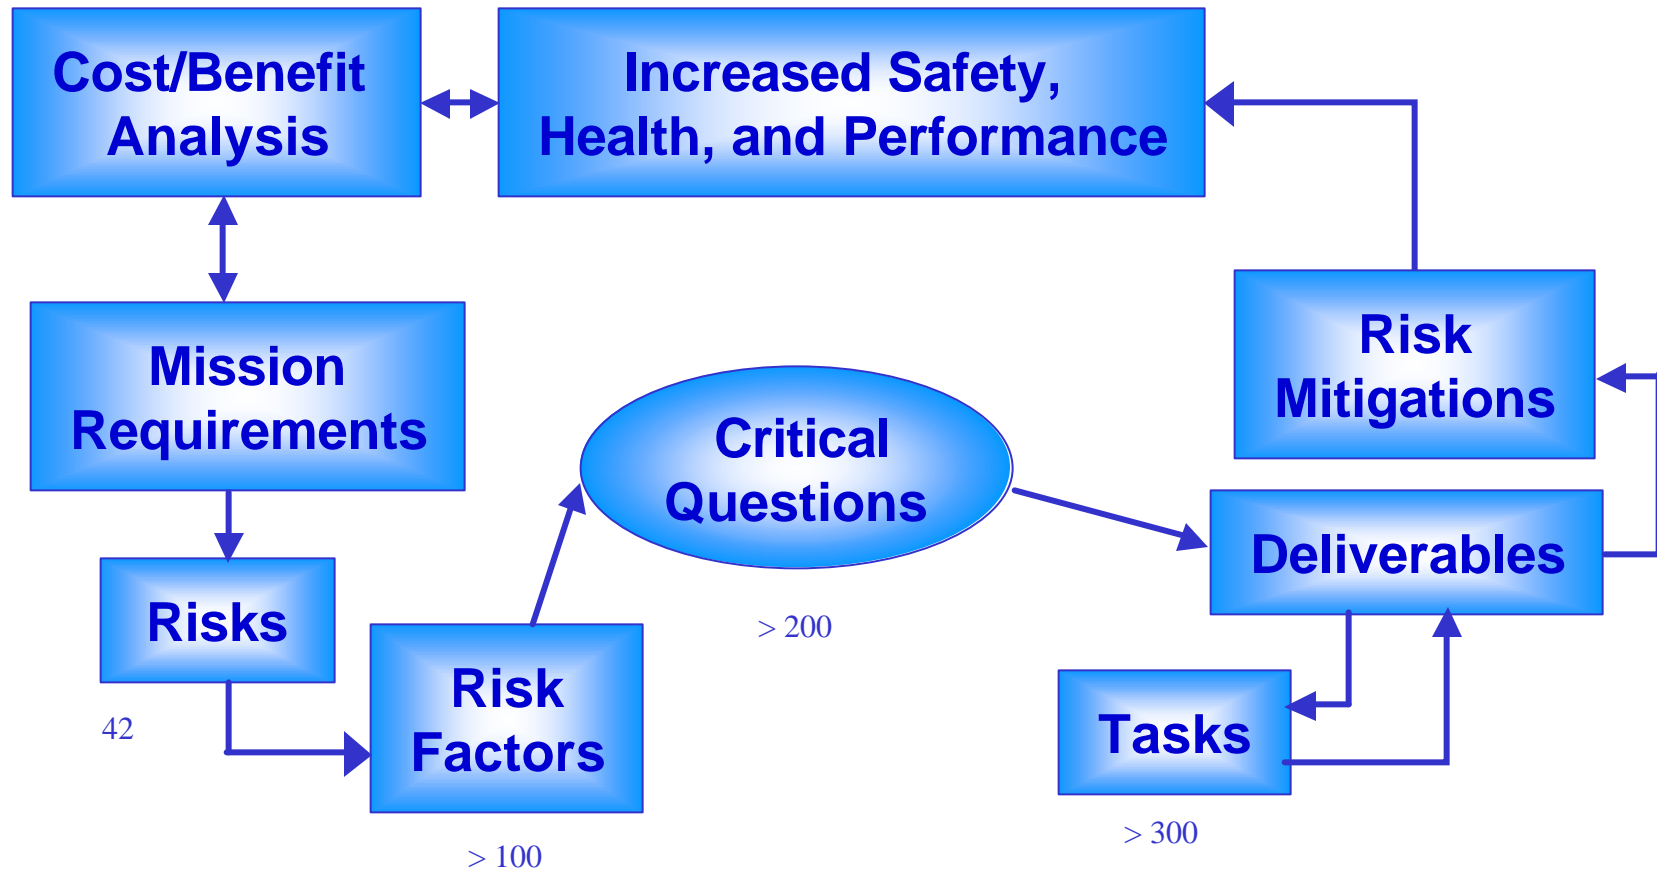 Cost/Benefit
Analysis
Increased Safety,
Health, and Performance
Mission
Requirements
Risk
Mitigations
Critical
Questions
Deliverables
Risks
> 200
Risk
Factors
42
Tasks
> 300
> 100